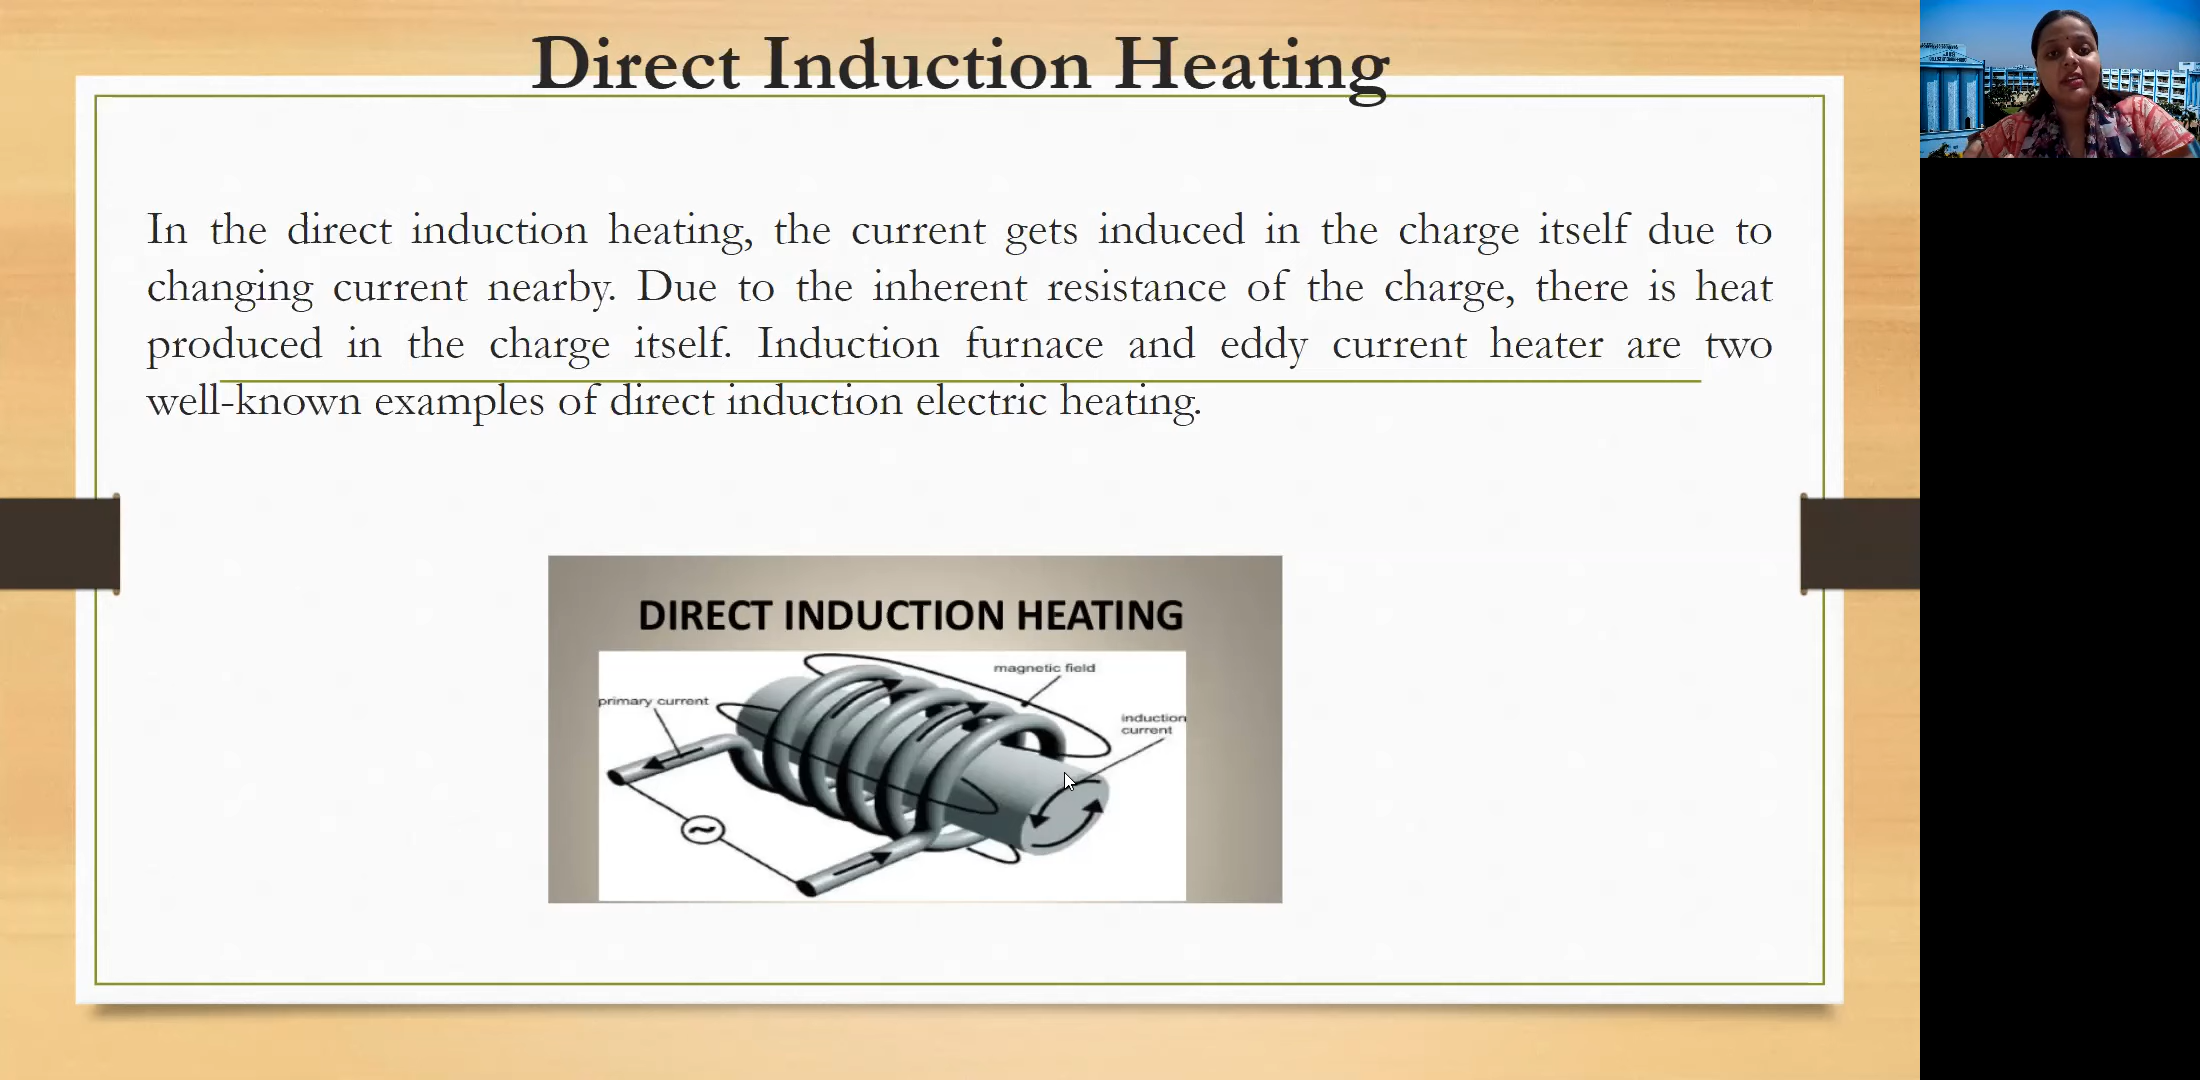 Direct Induction Heating
In the direct induction heating, the current gets induced in the charge itself due to
changing current nearby. Due to the inherent resistance of the charge, there is heat
produced in the charge itself. Induction furnace and eddy current heater are two
well-known examples of direct induction electric heating.
DIRECT INDUCTION HEATING
magnetic field
primary current
induction
current